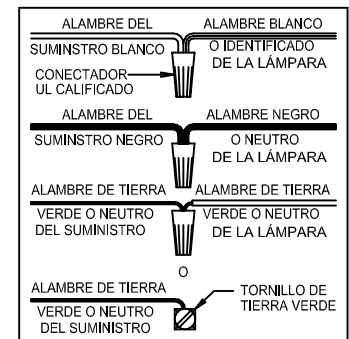 ALAMBRE DEL
SUMINSTRO BLANCO
ALAMBRE BLANCO
O IDENTIFICADO
DE LA LÁMPARA
CONECTADOR
UL CALIFICADO
ALAMBRE DEL
SUMINSTRO NEGRO
ALAMBRE NEGRO
O NEUTRO
DE LA LÁMPARA
ALAMBRE DE TIERRA
VERDE O NEUTRO
DEL SUMINISTRO
ALAMBRE DE TIERRA
VERDE O NEUTRO
DE LA LÁMPARA
O
ALAMBRE DE TIERRA
VERDE O NEUTRO
DEL SUMINISTRO
TORNILLO DE
TIERRA VERDE